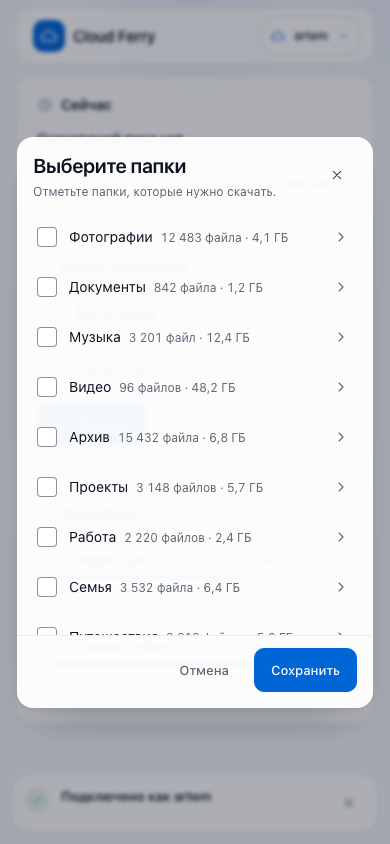 Cloud Ferry
artem
Сейчас
Выберите папки
Отметьте папки, которые нужно скачать.
Фотографии 12 483 файла · 4,1 ГБ
Документы 842 файла · 1,2 ГБ
Музыка 3 201 файл · 12,4 ГБ
Видео 96 файлов · 48,2 ГБ
Архив 15 432 файла · 6,8 ГБ
Проекты 3 148 файлов · 5,7 ГБ
Работа 2 220 файлов · 2,4 ГБ
Семья 3 532 файла · 6,4 ГБ
Отмена
Сохранить
Подключено как artem